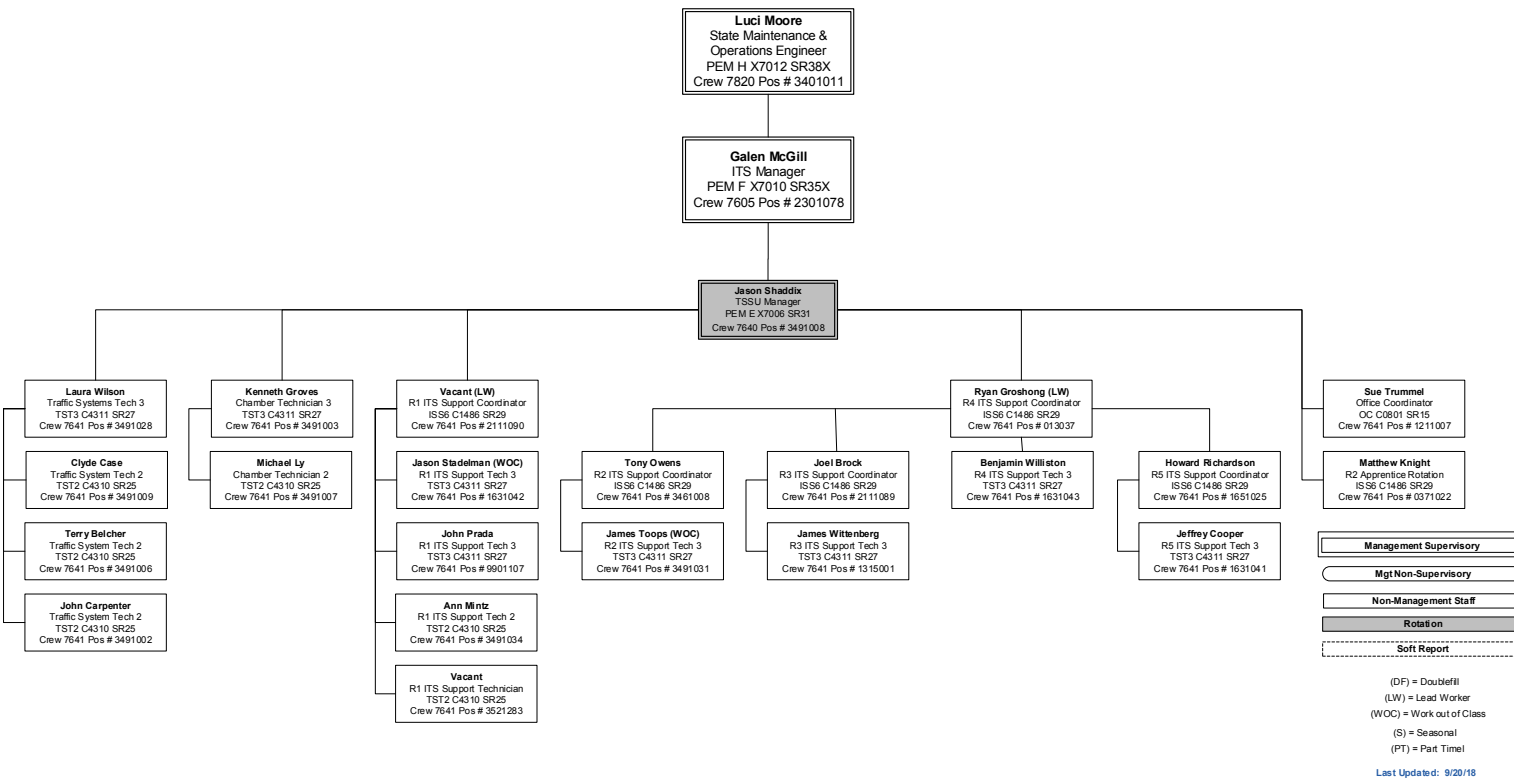 Luci Moore
State Maintenance &
Operations Engineer
PEM H X7012 SR38X
Crew 7820 Pos # 3401011
Galen McGill
ITS Manager
PEM F X7010 SR35X
Crew 7605 Pos # 2301078
Jason Shaddix
TSSU Manager
PEM E X7006 SR31
Crew 7640 Pos # 3491008
Laura Wilson
Traffic Systems Tech 3
TST3 C4311 SR27
Crew 7641 Pos # 3491028
Clyde Case
Traffic System Tech 2
TST2 C4310 SR25
Crew 7641 Pos # 3491009
Terry Belcher
Traffic System Tech 2
TST2 C4310 SR25
Crew 7641 Pos # 3491006
John Carpenter
Traffic System Tech 2
TST2 C4310 SR25
Crew 7641 Pos # 3491002
Kenneth Groves
Chamber Technician 3
TST3 C4311 SR27
Crew 7641 Pos # 3491003
Michael Ly
Chamber Technician 2
TST2 C4310 SR25
Crew 7641 Pos # 3491007
Vacant (LW)
R1 ITS Support Coordinator
ISS6 C1486 SR29
Crew 7641 Pos # 2111090
Jason Stadelman (WOC)
R1 ITS Support Tech 3
TST3 C4311 SR27
Crew 7641 Pos # 1631042
John Prada
R1 ITS Support Tech 3
TST3 C4311 SR27
Crew 7641 Pos # 9901107
Ann Mintz
R1 ITS Support Tech 2
TST2 C4310 SR25
Crew 7641 Pos # 3491034
Vacant
R1 ITS Support Technician
TST2 C4310 SR25
Crew 7641 Pos # 3521283
Ryan Groshong (LW)
R4 ITS Support Coordinator
ISS6 C1486 SR29
Crew 7641 Pos # 013037
Tony Owens
R2 ITS Support Coordinator
ISS6 C1486 SR29
Crew 7641 Pos # 3461008
James Toops (WOC)
R2 ITS Support Tech 3
TST3 C4311 SR27
Crew 7641 Pos # 3491031
Joel Brock
R3 ITS Support Coordinator
ISS6 C1486 SR29
Crew 7641 Pos # 2111089
James Wittenberg
R3 ITS Support Tech 3
TST3 C4311 SR27
Crew 7641 Pos # 1315001
Benjamin Williston
R4 ITS Support Tech 3
TST3 C4311 SR27
Crew 7641 Pos # 1631043
Howard Richardson
R5 ITS Support Coordinator
ISS6 C1486 SR29
Crew 7641 Pos # 1651025
Jeffrey Cooper
R5 ITS Support Tech 3
TST3 C4311 SR27
Crew 7641 Pos # 1631041
Sue Trummel
Office Coordinator
OC C0801 SR15
Crew 7641 Pos # 1211007
Matthew Knight
R2 Apprentice Rotation
ISS6 C1486 SR29
Crew 7641 Pos # 0371022
Management Supervisory
Mgt Non-Supervisory
Non-Management Staff
Rotation
Soft Report
(DF) = Doublefill
(LW) = Lead Worker
(WOC) = Work out of Class
(S) = Seasonal
(PT) = Part Timel
Last Updated: 9/20/18